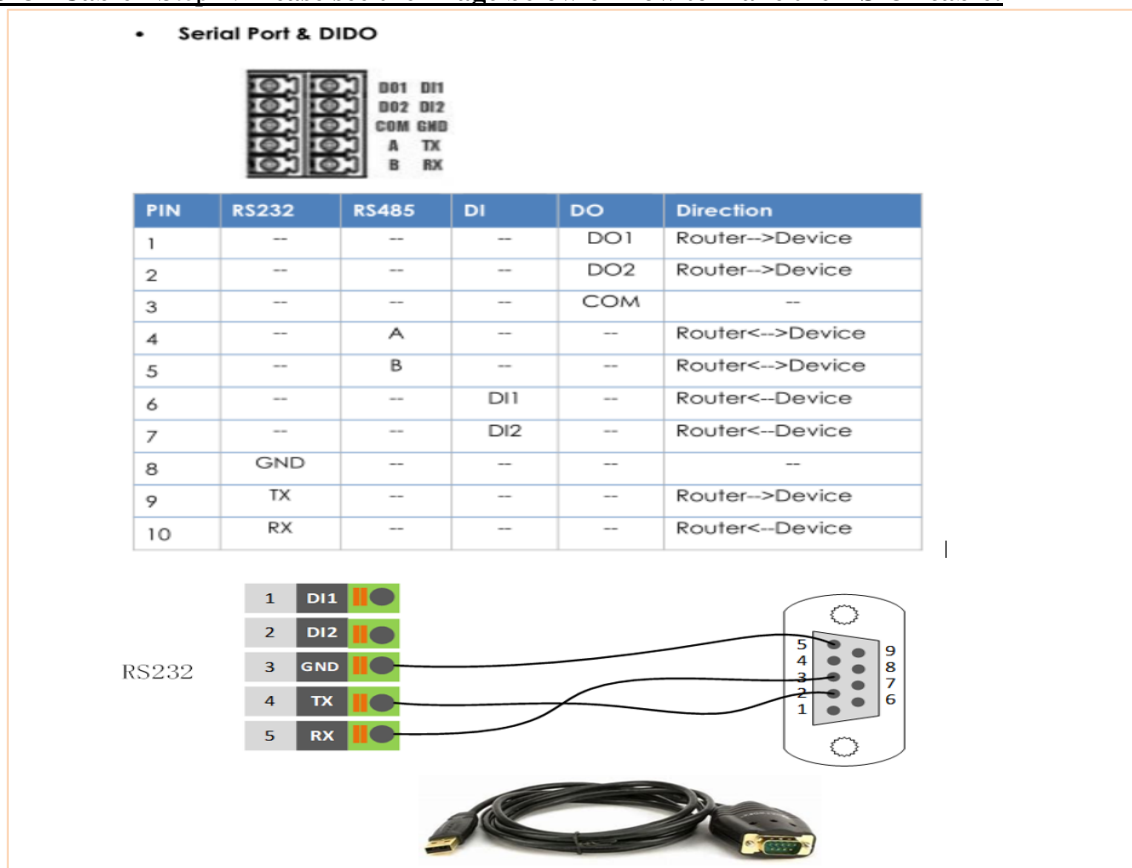 • Serial Port & DIDO
DO1 DI1
DO2 DI2
COM GND
A TX
B RX
PIN RS232 RS485 DI DO Direction
1 -- -- -- DO1 Router-->Device
2 -- -- -- DO2 Router-->Device
3 -- -- -- COM --
4 -- A -- -- Router<-->Device
5 -- B -- -- Router<-->Device
6 -- -- DI1 -- Router<--Device
7 -- -- DI2 -- Router<--Device
8 GND -- -- -- --
9 TX -- -- -- Router-->Device
10 RX -- -- -- Router<--Device
RS232
1 DI1
2 DI2
3 GND
4 TX
5 RX
5 9
4 8
3 7
2 6
1